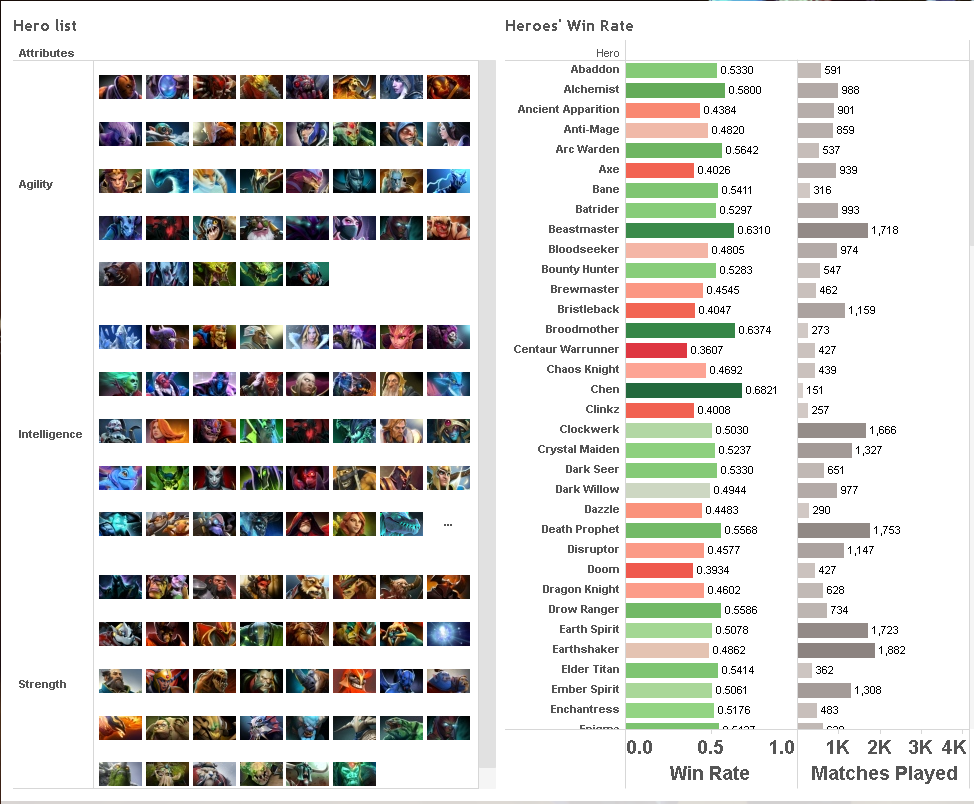 Hero list
Attributes
Agility
Intelligence
...
Strength
Heroes' Win Rate
Hero
Abaddon 0.5330 591
Alchemist 0.5800 988
Ancient Apparition 0.4384 901
Anti-Mage 0.4820 859
Arc Warden 0.5642 537
Axe 0.4026 939
Bane 0.5411 316
Batrider 0.5297 993
Beastmaster 0.6310 1,718
Bloodseeker 0.4805 974
Bounty Hunter 0.5283 547
Brewmaster 0.4545 462
Bristleback 0.4047 1,159
Broodmother 0.6374 273
Centaur Warrunner 0.3607 427
Chaos Knight 0.4692 439
Chen 0.6821 151
Clinkz 0.4008 257
Clockwerk 0.5030 1,666
Crystal Maiden 0.5237 1,327
Dark Seer 0.5330 651
Dark Willow 0.4944 977
Dazzle 0.4483 290
Death Prophet 0.5568 1,753
Disruptor 0.4577 1,147
Doom 0.3934 427
Dragon Knight 0.4602 628
Drow Ranger 0.5586 734
Earth Spirit 0.5078 1,723
Earthshaker 0.4862 1,882
Elder Titan 0.5414 362
Ember Spirit 0.5061 1,308
Enchantress 0.5176 483
Enigma
0.0 0.5 1.0 1K 2K 3K 4K
Win Rate Matches Played